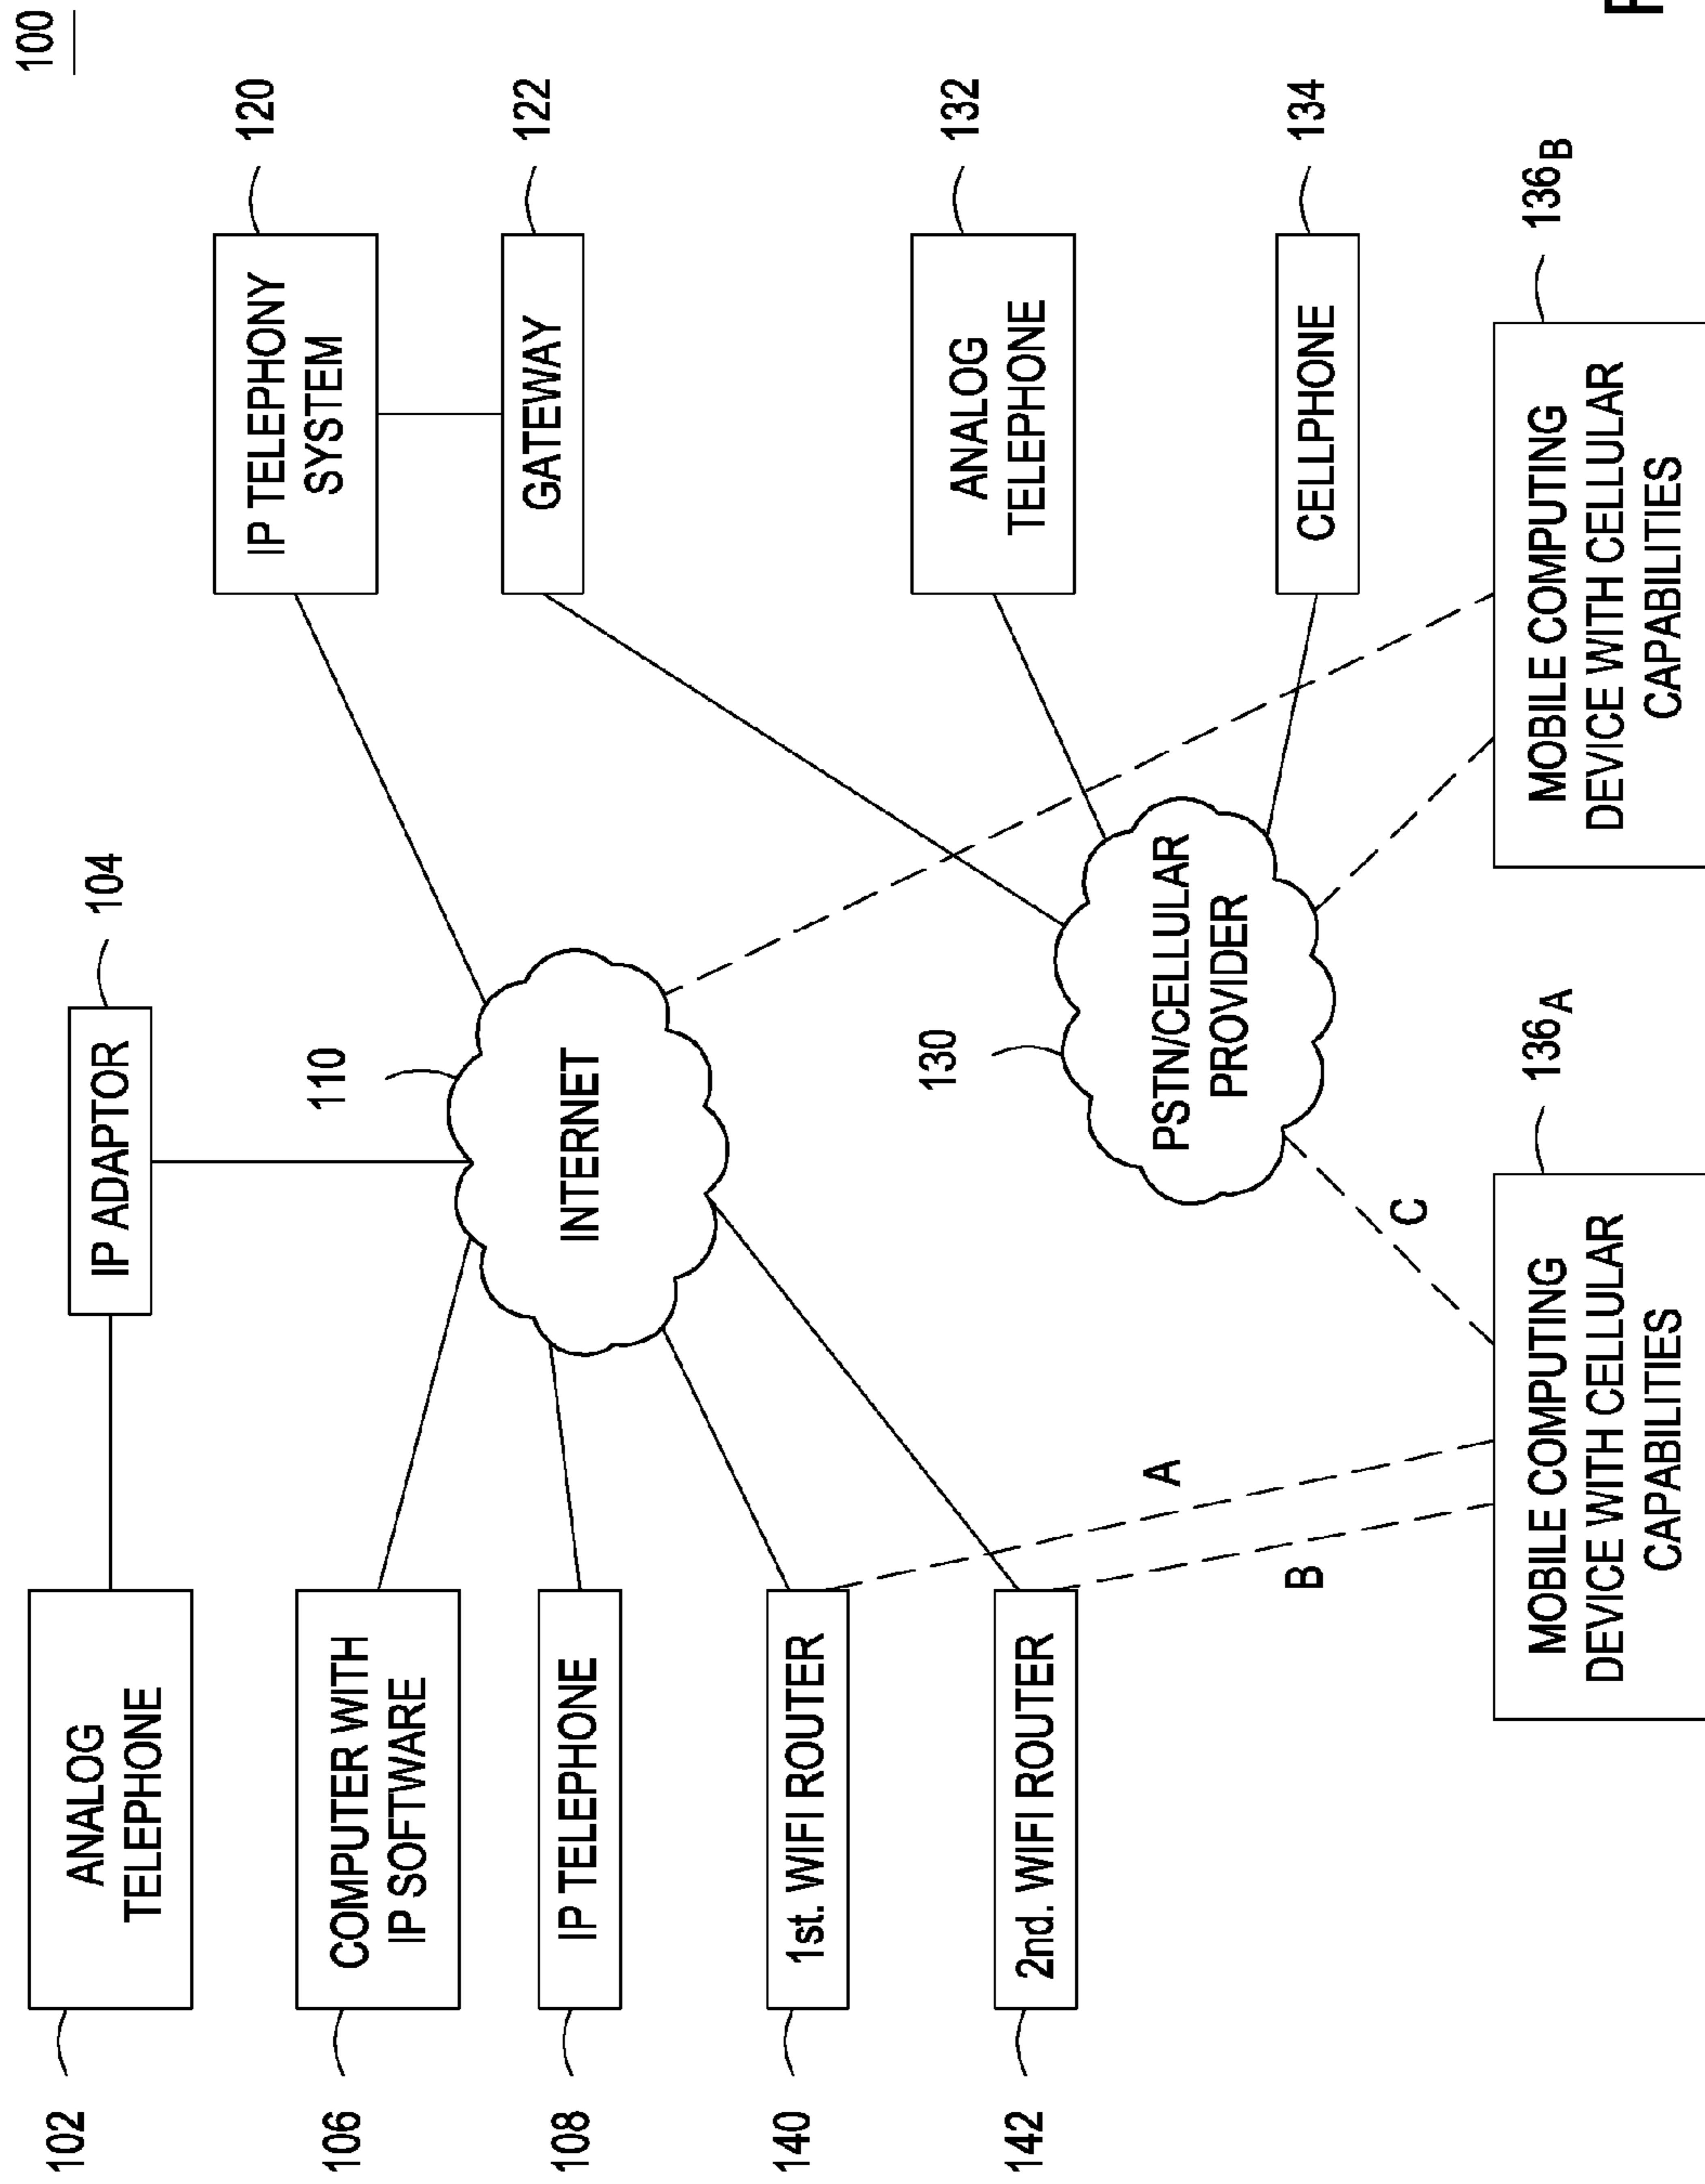 100
102
ANALOG
TELEPHONE
IP ADAPTOR
104
106
COMPUTER WITH
IP SOFTWARE
110
IP TELEPHONY
SYSTEM
120
108
IP TELEPHONE
INTERNET
GATEWAY
122
140
1st. WIFI ROUTER
142
2nd. WIFI ROUTER
130
PSTN/CELLULAR
PROVIDER
ANALOG
TELEPHONE
132
CELLPHONE
134
A
B
C
136A
MOBILE COMPUTING
DEVICE WITH CELLULAR
CAPABILITIES
136B
MOBILE COMPUTING
DEVICE WITH CELLULAR
CAPABILITIES